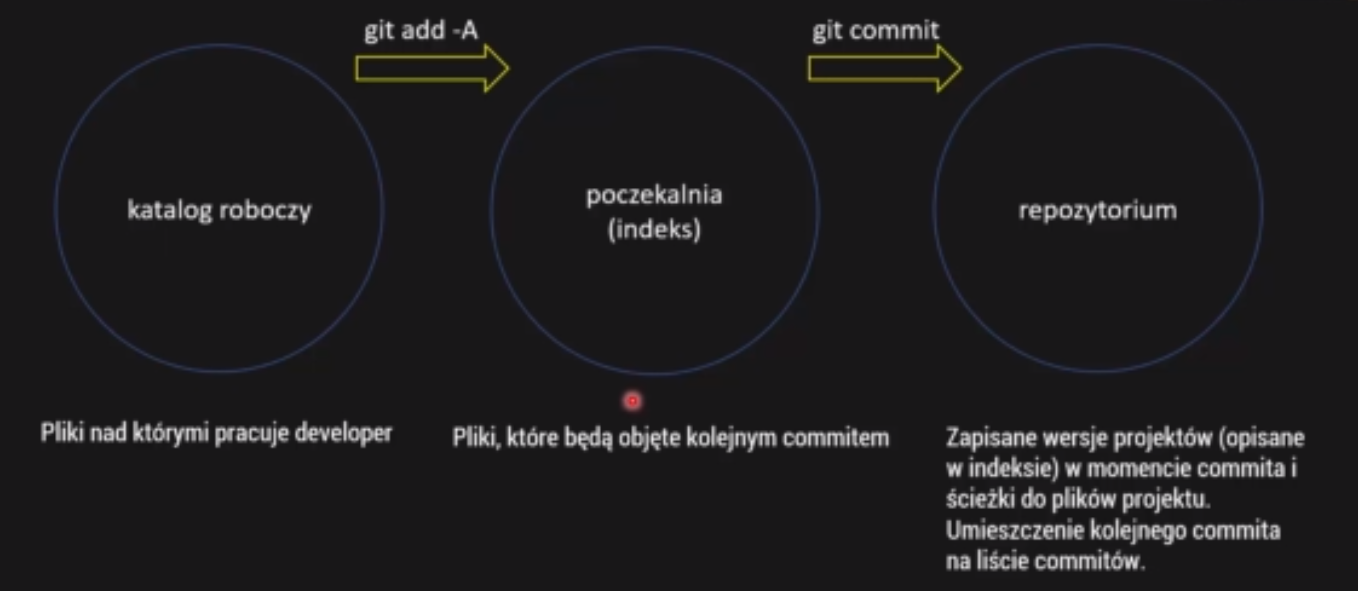 git add -A
git commit
katalog roboczy
poczekalnia
(indeks)
repozytorium
Pliki nad którymi pracuje developer
Pliki, które będą objęte kolejnym commitem
Zapisane wersje projektów (opisane
w indeksie) w momencie commita i
ścieżki do plików projektu.
Umieszczenie kolejnego commita
na liście commitów.